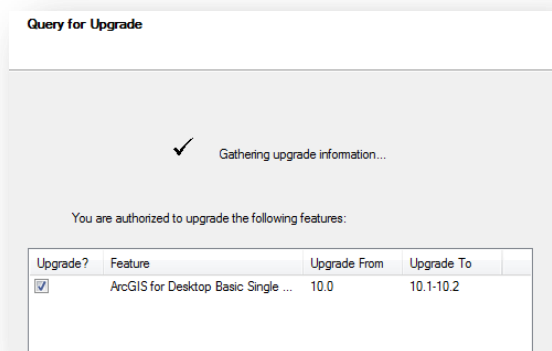 Query for Upgrade
Gathering upgrade information...
You are authorized to upgrade the following features:
Upgrade? Feature Upgrade From Upgrade To
ArcGIS for Desktop Basic Single ... 10.0 10.1-10.2